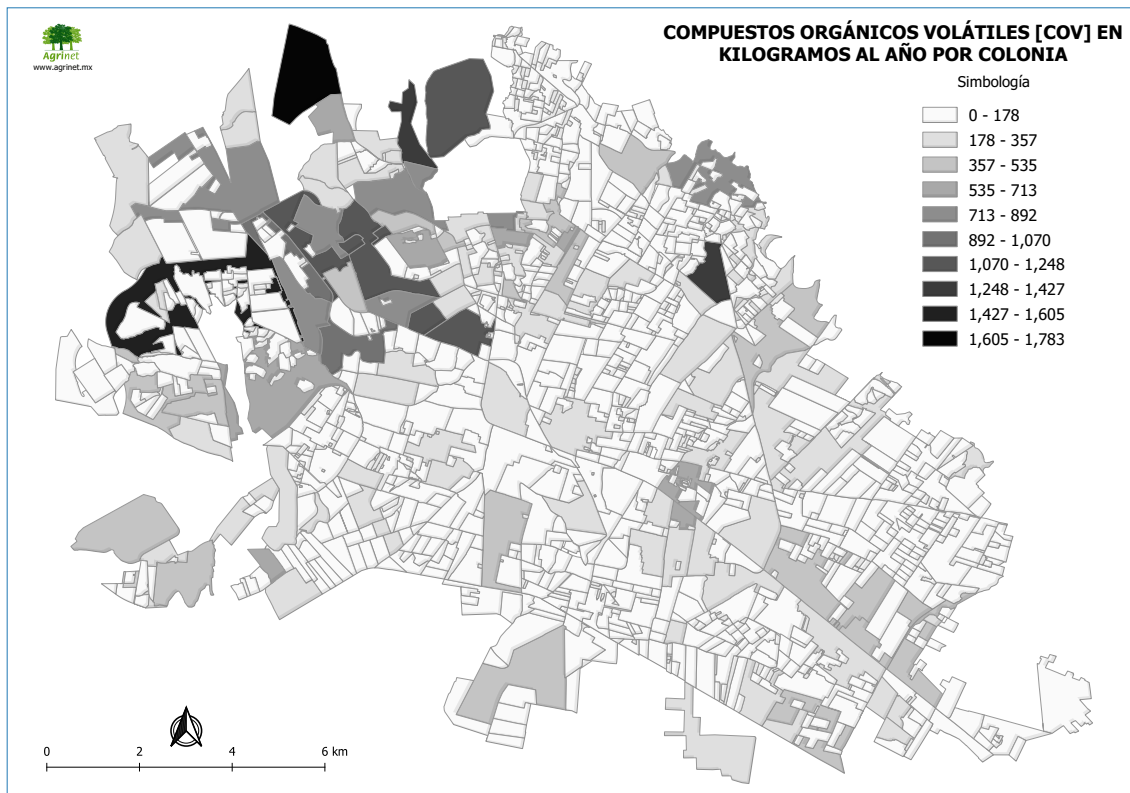 Agrinet
www.agrinet.mx
COMPUESTOS ORGÁNICOS VOLÁTILES [COV] EN
KILOGRAMOS AL AÑO POR COLONIA
Simbología
0 - 178
178 - 357
357 - 535
535 - 713
713 - 892
892 - 1,070
1,070 - 1,248
1,248 - 1,427
1,427 - 1,605
1,605 - 1,783
0 2 4 6 km